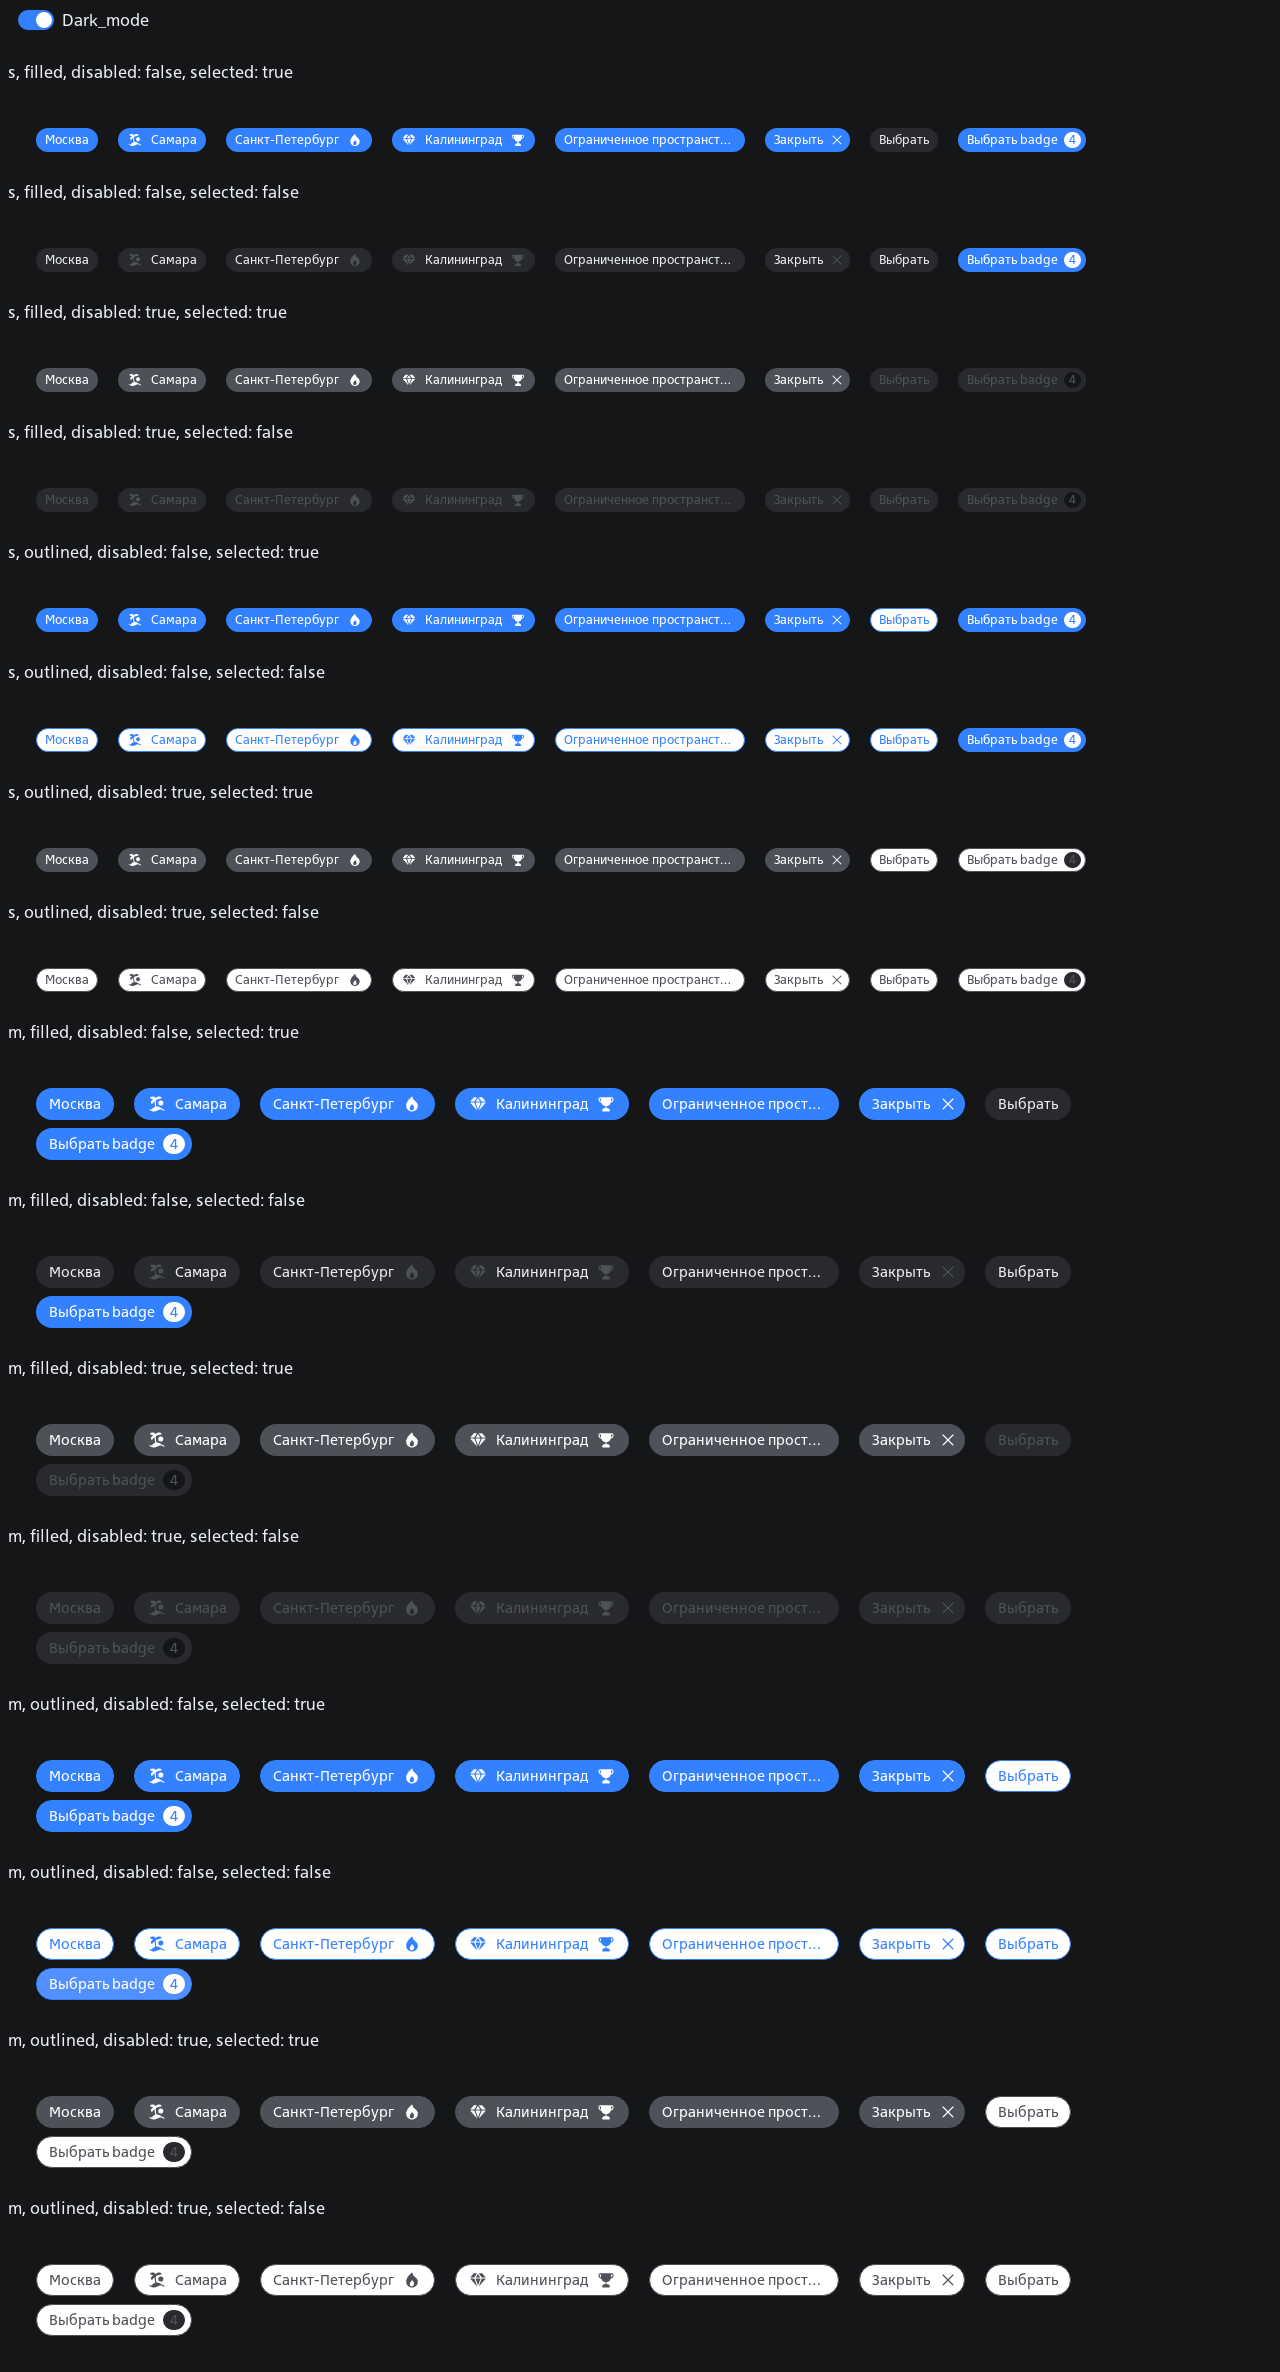 Dark_mode
s, filled, disabled: false, selected: true
Москва Самара Санкт-Петербург Калининград Ограниченное пространст... Закрыть Выбрать Выбрать badge 4
s, filled, disabled: false, selected: false
Москва Самара Санкт-Петербург Калининград Ограниченное пространст... Закрыть Выбрать Выбрать badge 4
s, filled, disabled: true, selected: true
Москва Самара Санкт-Петербург Калининград Ограниченное пространст... Закрыть Выбрать Выбрать badge 4
s, filled, disabled: true, selected: false
Москва Самара Санкт-Петербург Калининград Ограниченное пространст... Закрыть Выбрать Выбрать badge 4
s, outlined, disabled: false, selected: true
Москва Самара Санкт-Петербург Калининград Ограниченное пространст... Закрыть Выбрать Выбрать badge 4
s, outlined, disabled: false, selected: false
Москва Самара Санкт-Петербург Калининград Ограниченное пространст... Закрыть Выбрать Выбрать badge 4
s, outlined, disabled: true, selected: true
Москва Самара Санкт-Петербург Калининград Ограниченное пространст... Закрыть Выбрать Выбрать badge 4
s, outlined, disabled: true, selected: false
Москва Самара Санкт-Петербург Калининград Ограниченное пространст... Закрыть Выбрать Выбрать badge 4
m, filled, disabled: false, selected: true
Москва Самара Санкт-Петербург Калининград Ограниченное прост... Закрыть Выбрать
Выбрать badge 4
m, filled, disabled: false, selected: false
Москва Самара Санкт-Петербург Калининград Ограниченное прост... Закрыть Выбрать
Выбрать badge 4
m, filled, disabled: true, selected: true
Москва Самара Санкт-Петербург Калининград Ограниченное прост... Закрыть Выбрать
Выбрать badge 4
m, filled, disabled: true, selected: false
Москва Самара Санкт-Петербург Калининград Ограниченное прост... Закрыть Выбрать
Выбрать badge 4
m, outlined, disabled: false, selected: true
Москва Самара Санкт-Петербург Калининград Ограниченное прост... Закрыть Выбрать
Выбрать badge 4
m, outlined, disabled: false, selected: false
Москва Самара Санкт-Петербург Калининград Ограниченное прост... Закрыть Выбрать
Выбрать badge 4
m, outlined, disabled: true, selected: true
Москва Самара Санкт-Петербург Калининград Ограниченное прост... Закрыть Выбрать
Выбрать badge 4
m, outlined, disabled: true, selected: false
Москва Самара Санкт-Петербург Калининград Ограниченное прост... Закрыть Выбрать
Выбрать badge 4